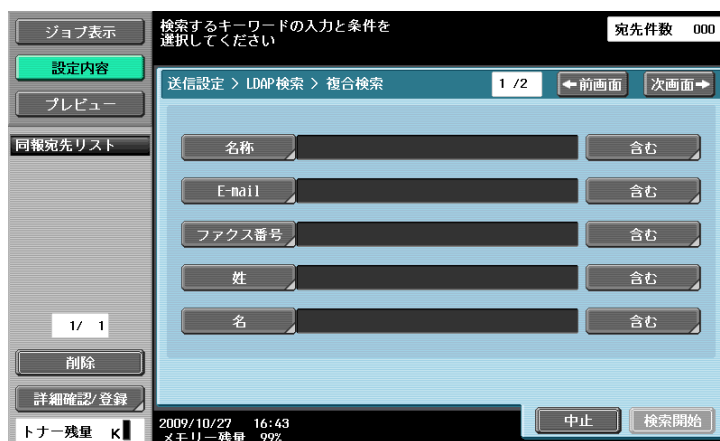 ジョブ表示
設定内容
プレビュー
同報宛先リスト
1/ 1
削除
詳細確認/登録
トナー残量 K
検索するキーワードの入力と条件を
選択してください
宛先件数 000
送信設定 > LDAP検索 > 複合検索 1 /2 ←前画面 次画面→
名称 含む
E-mail 含む
ファクス番号 含む
姓 含む
名 含む
2009/10/27 16:43
メモリー残量 99%
中止 検索開始